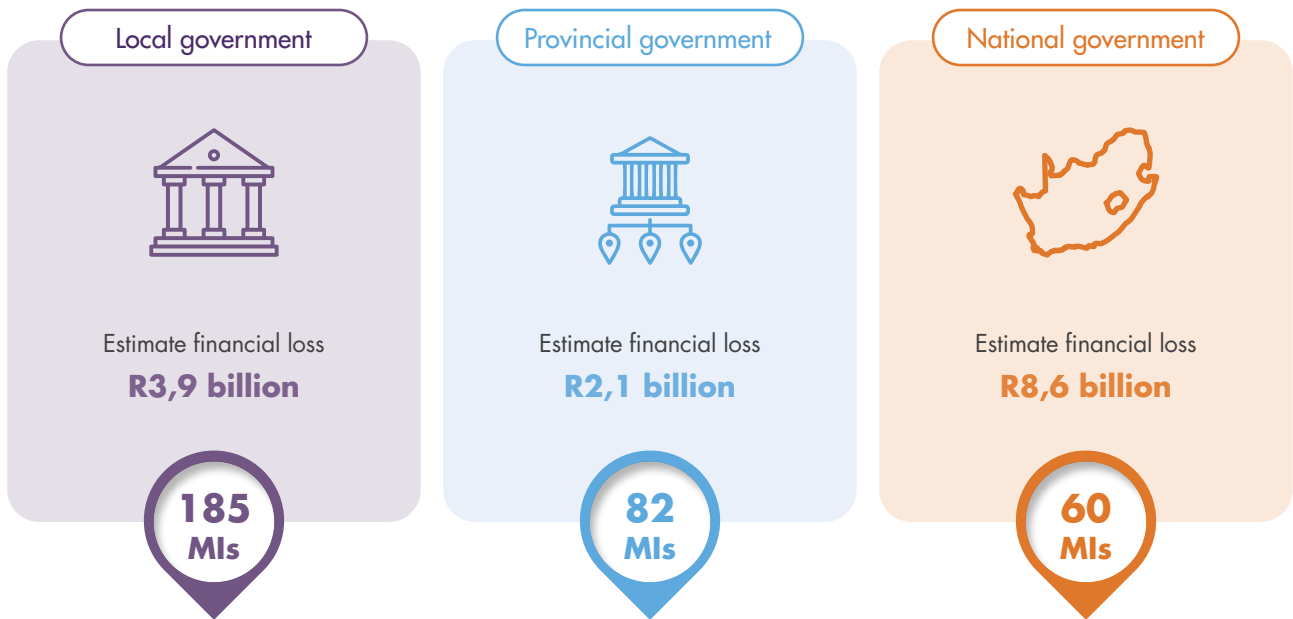 Local government
Estimate financial loss
R3,9 billion
185
MIs
Provincial government
Estimate financial loss
R2,1 billion
82
MIs
National government
Estimate financial loss
R8,6 billion
60
MIs